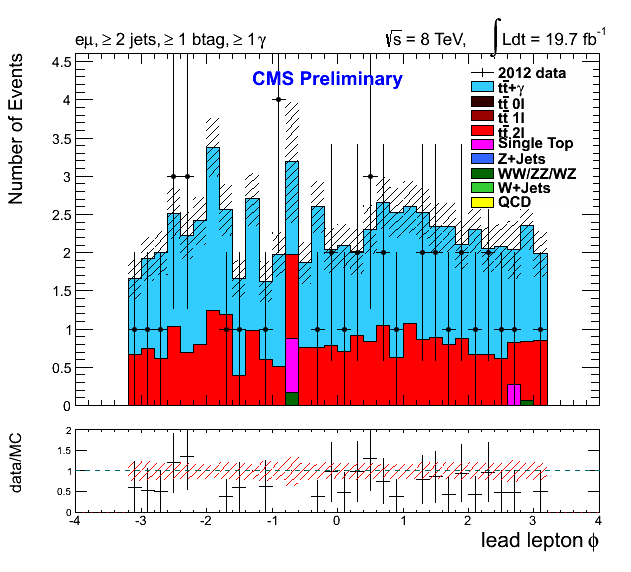 eμ, ≥ 2 jets, ≥ 1 btag, ≥ 1 γ
√s = 8 TeV, ∫ Ldt = 19.7 fb⁻¹
CMS Preliminary
2012 data
tt̄+γ
tt̄ 0l
tt̄ 1l
tt̄ 2l
Single Top
Z+Jets
WW/ZZ/WZ
W+Jets
QCD
Number of Events
4.5
4
3.5
3
2.5
2
1.5
1
0.5
0
data/MC
2
1.5
1
0.5
0
-4 -3 -2 -1 0 1 2 3 4
lead lepton ϕ